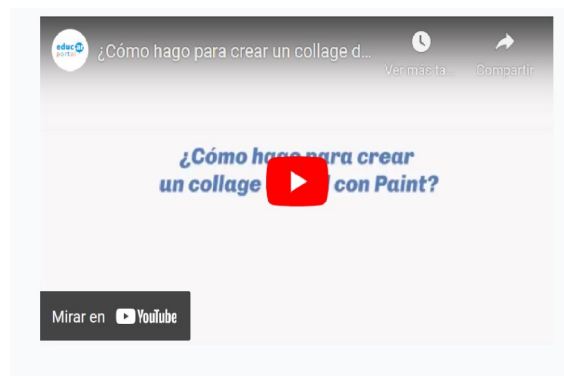 educ
portal
¿Cómo hago para crear un collage d...
Ver más ta...
Compartir
¿Cómo hago para crear
un collage con Paint?
Mirar en YouTube